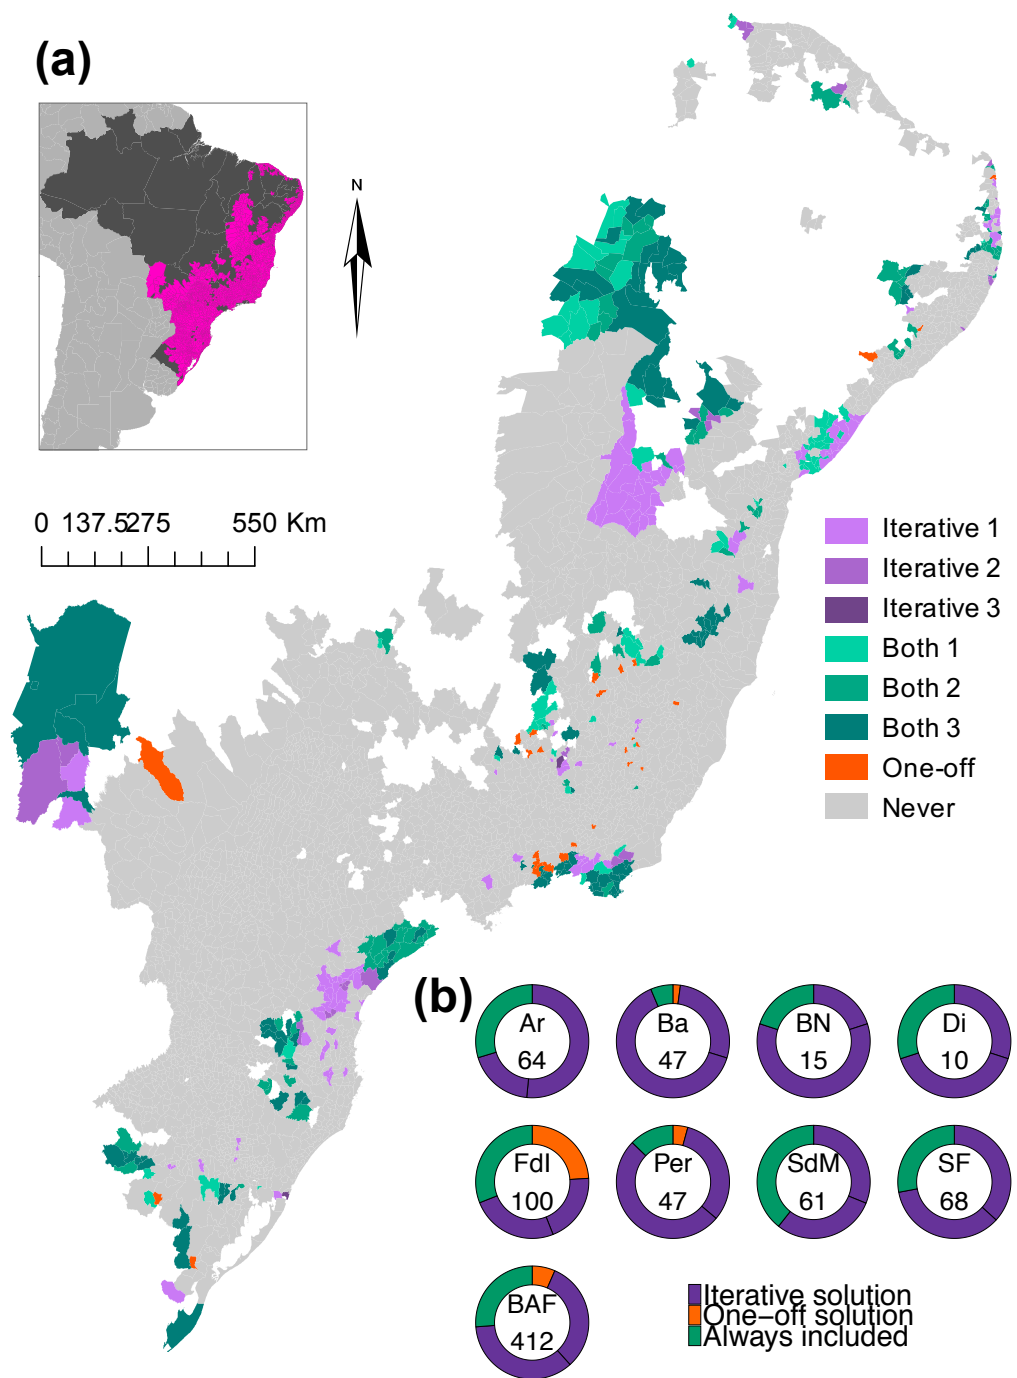 (a)
N
0 137.5 275 550 Km
Iterative 1
Iterative 2
Iterative 3
Both 1
Both 2
Both 3
One-off
Never
(b)
Ar
64
Ba
47
BN
15
Di
10
FdI
100
Per
47
SdM
61
SF
68
BAF
412
Iterative solution
One−off solution
Always included